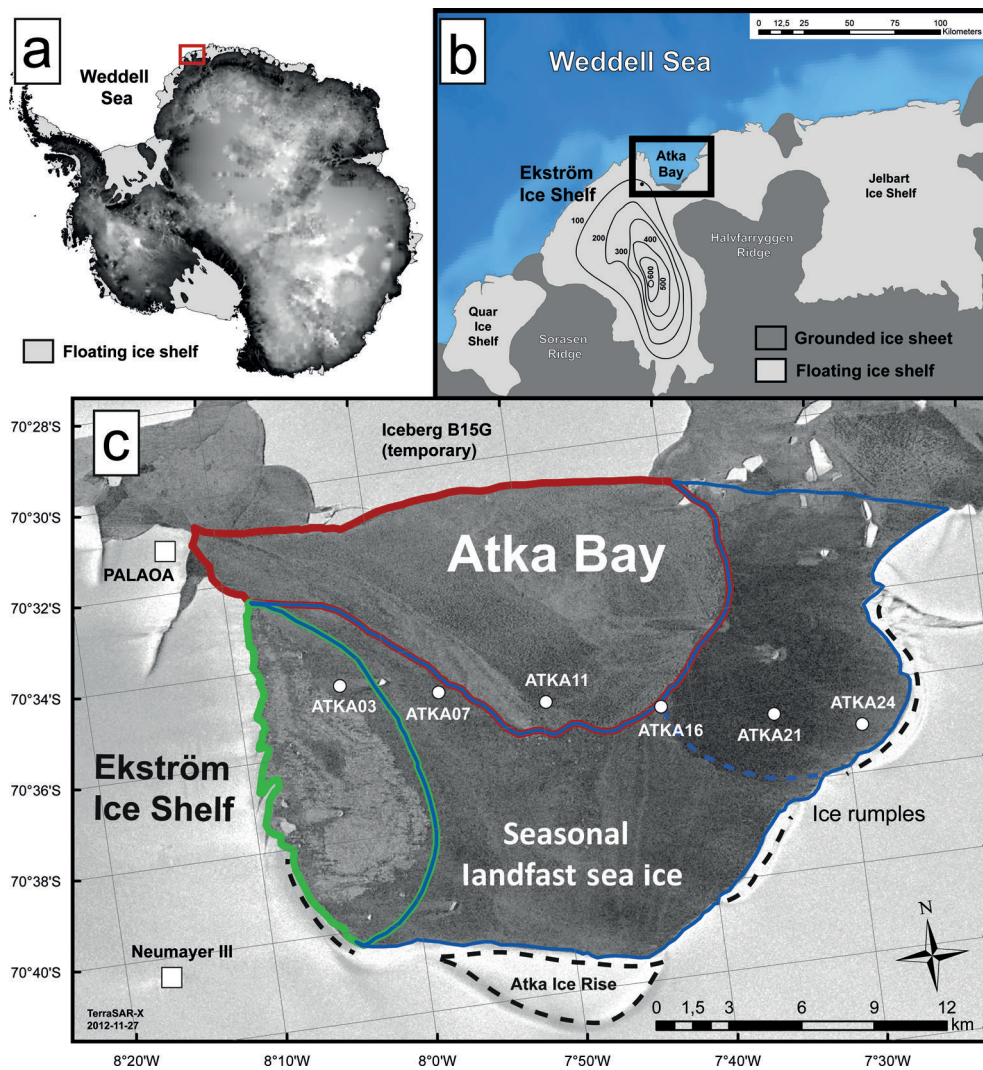 a
Weddell
Sea
Floating ice shelf
b
0 12,5 25 50 75 100
Kilometers
Weddell Sea
Atka
Bay
Ekström
Ice Shelf
Jelbart
Ice Shelf
100
200
300
400
600
500
Halvfarryggen
Ridge
Quar
Ice
Shelf
Sorasen
Ridge
Grounded ice sheet
Floating ice shelf
c
70°28'S
70°30'S
70°32'S
70°34'S
70°36'S
70°38'S
70°40'S
Iceberg B15G
(temporary)
PALAOA
Atka Bay
ATKA03
ATKA07
ATKA11
ATKA16
ATKA21
ATKA24
Ekström
Ice Shelf
Ice rumples
Seasonal
landfast sea ice
Neumayer III
Atka Ice Rise
N
TerraSAR-X
2012-11-27
0 1,5 3 6 9 12
km
8°20'W 8°10'W 8°0'W 7°50'W 7°40'W 7°30'W